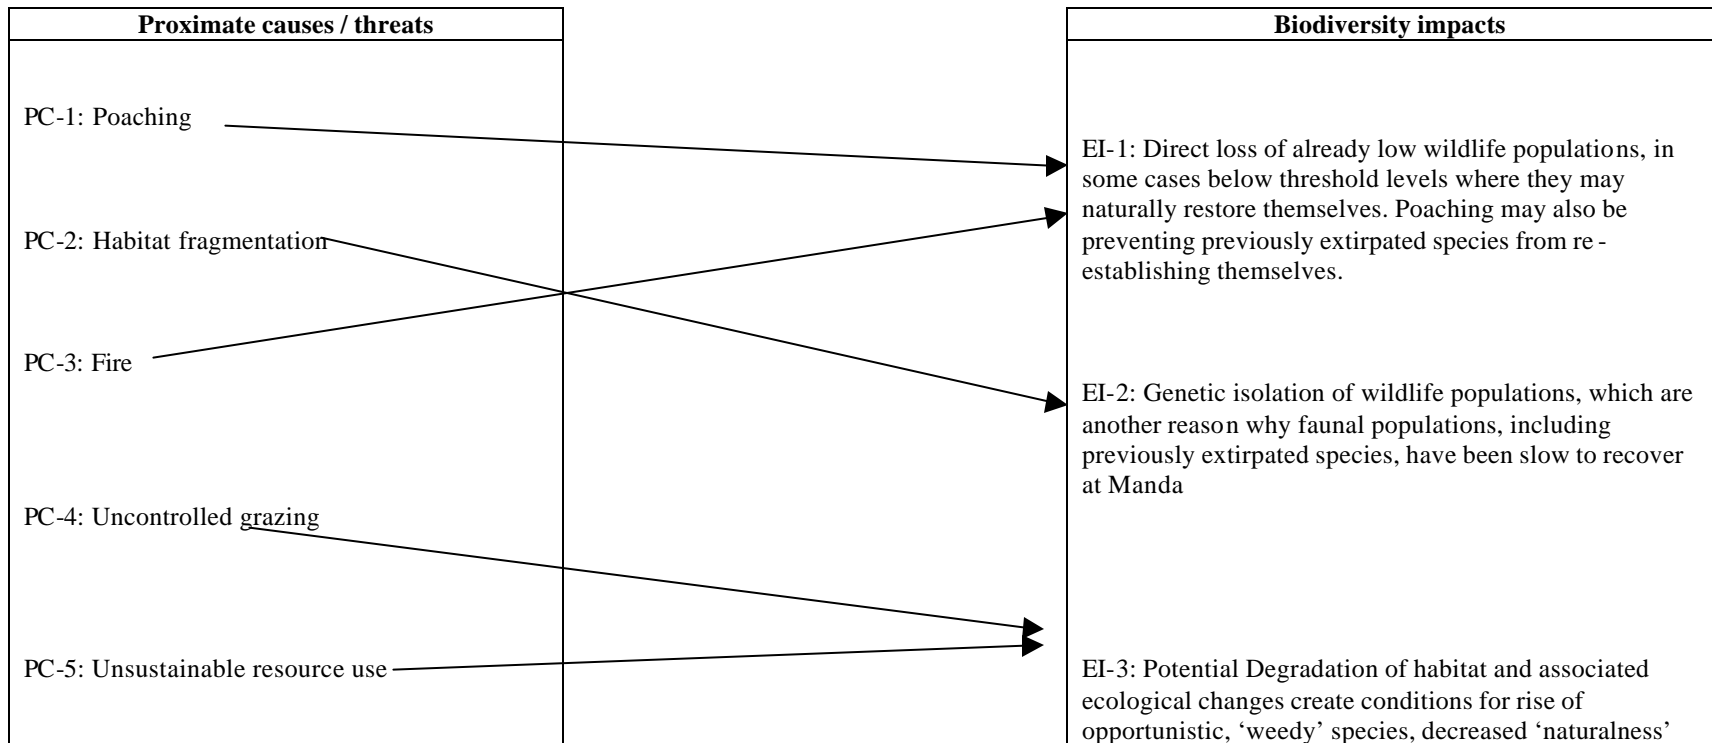 Proximate causes / threats
PC-1: Poaching
PC-2: Habitat fragmentation
PC-3: Fire
PC-4: Uncontrolled grazing
PC-5: Unsustainable resource use
Biodiversity impacts
EI-1: Direct loss of already low wildlife populations, in
some cases below threshold levels where they may
naturally restore themselves. Poaching may also be
preventing previously extirpated species from re-
establishing themselves.
EI-2: Genetic isolation of wildlife populations, which are
another reason why faunal populations, including
previously extirpated species, have been slow to recover
at Manda
EI-3: Potential Degradation of habitat and associated
ecological changes create conditions for rise of
opportunistic, ‘weedy’ species, decreased ‘naturalness’